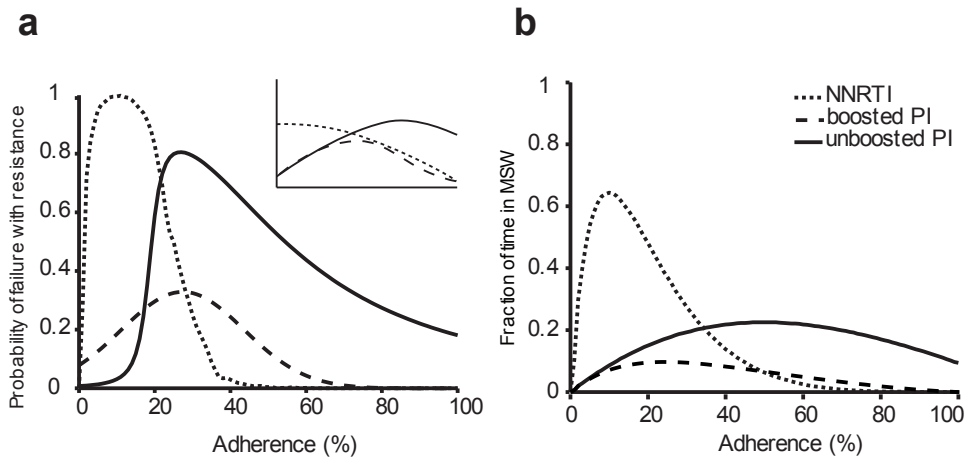 a
Probability of failure with resistance
1
0.8
0.6
0.4
0.2
0
0 20 40 60 80 100
Adherence (%)
b
Fraction of time in MSW
1
0.8
0.6
0.4
0.2
0
0 20 40 60 80 100
Adherence (%)
NNRTI
boosted PI
unboosted PI